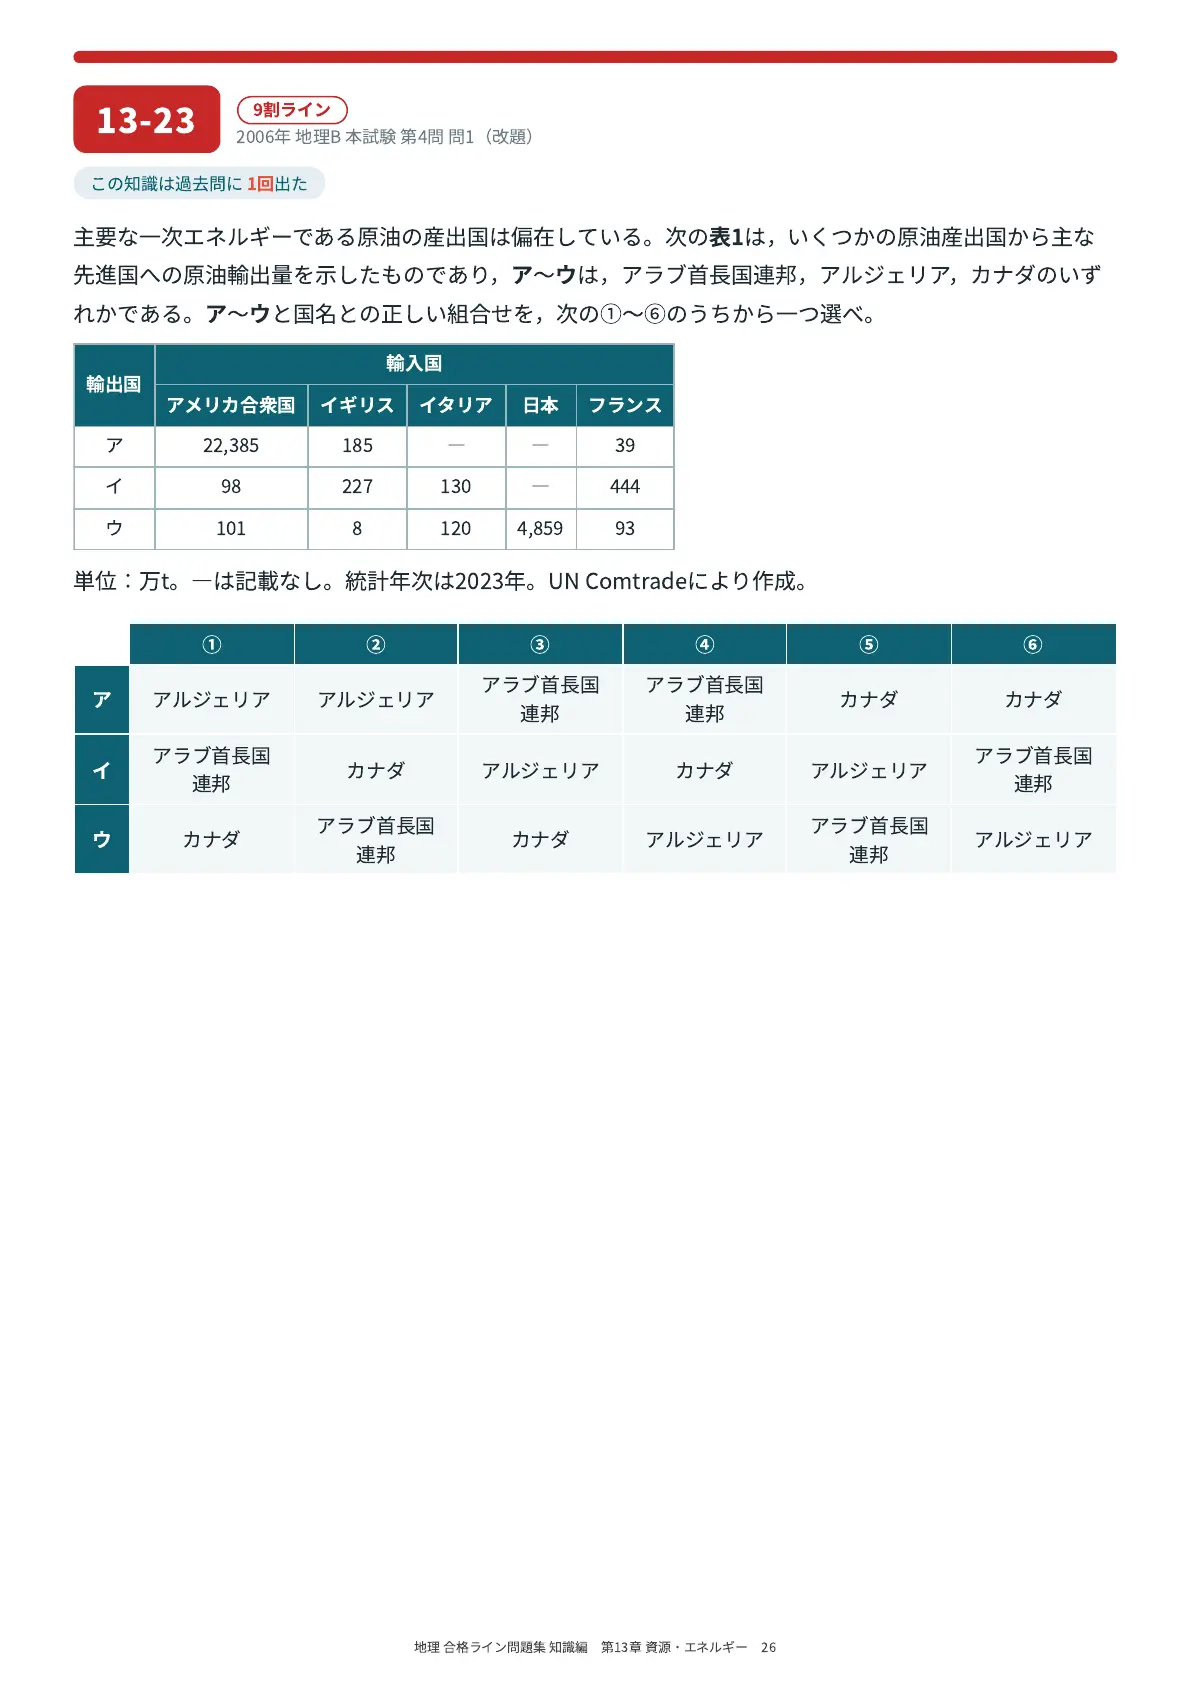 13-23
9割ライン
2006年 地理B 本試験 第4問 問1（改題）
この知識は過去問に 1回出た
主要な一次エネルギーである原油の産出国は偏在している。次の表1は，いくつかの原油産出国から主な
先進国への原油輸出量を示したものであり，ア〜ウは，アラブ首長国連邦，アルジェリア，カナダのいず
れかである。ア〜ウと国名との正しい組合せを，次の①〜⑥のうちから一つ選べ。
輸出国 輸入国
アメリカ合衆国 イギリス イタリア 日本 フランス
ア 22,385 185 ― ― 39
イ 98 227 130 ― 444
ウ 101 8 120 4,859 93
単位：万t。―は記載なし。統計年次は2023年。UN Comtradeにより作成。
① ② ③ ④ ⑤ ⑥
ア アルジェリア アルジェリア アラブ首長国連邦 アラブ首長国連邦 カナダ カナダ
イ アラブ首長国連邦 カナダ アルジェリア カナダ アルジェリア アラブ首長国連邦
ウ カナダ アラブ首長国連邦 カナダ アルジェリア アラブ首長国連邦 アルジェリア
地理 合格ライン問題集 知識編 第13章 資源・エネルギー 26